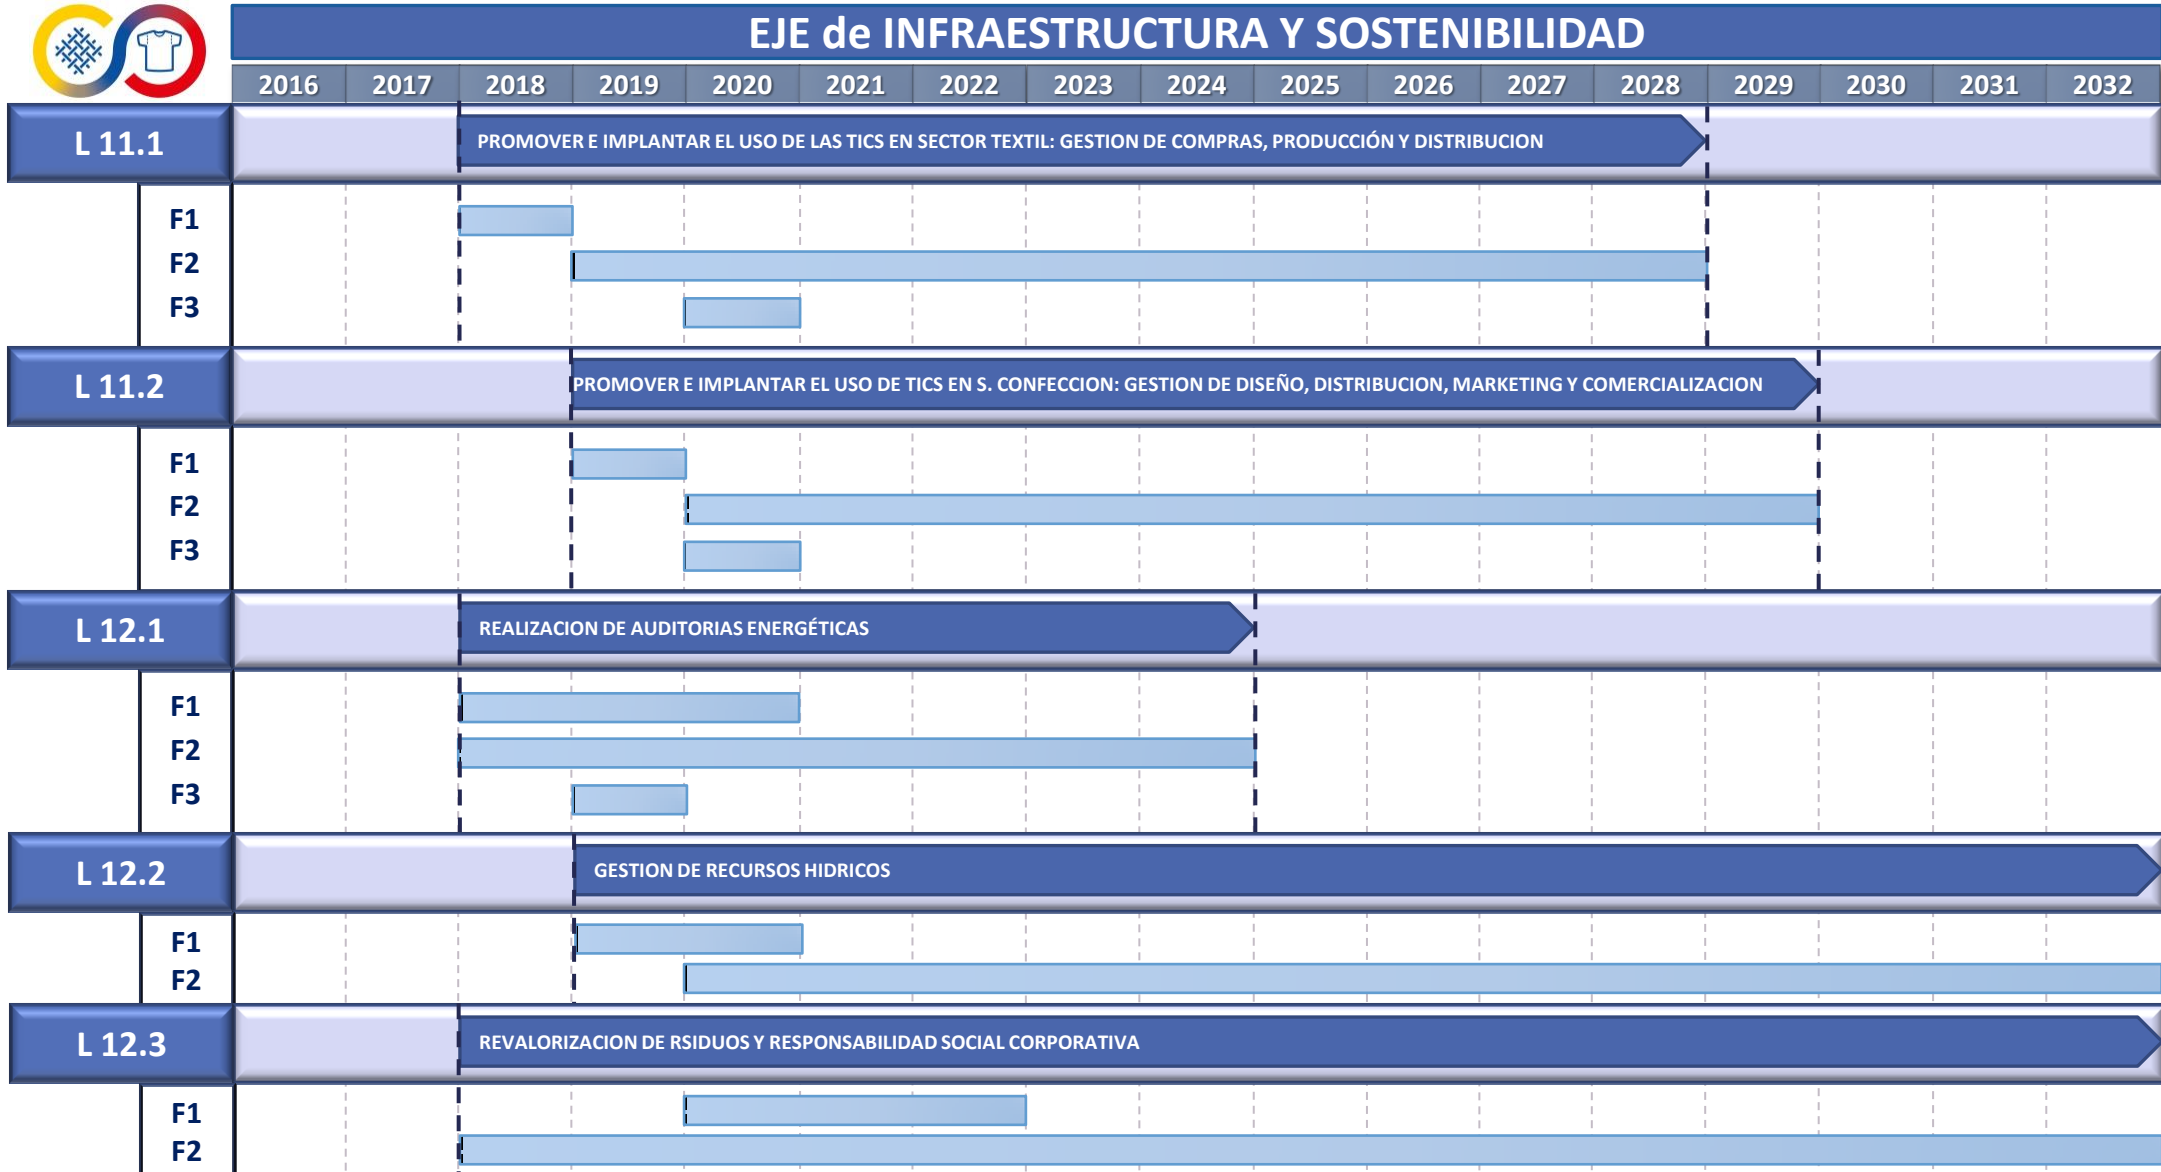 EJE de INFRAESTRUCTURA Y SOSTENIBILIDAD
2016 2017 2018 2019 2020 2021 2022 2023 2024 2025 2026 2027 2028 2029 2030 2031 2032
L 11.1 PROMOVER E IMPLANTAR EL USO DE LAS TICS EN SECTOR TEXTIL: GESTION DE COMPRAS, PRODUCCIÓN Y DISTRIBUCION
F1
F2
F3
L 11.2 PROMOVER E IMPLANTAR EL USO DE TICS EN S. CONFECCION: GESTION DE DISEÑO, DISTRIBUCION, MARKETING Y COMERCIALIZACION
F1
F2
F3
L 12.1 REALIZACION DE AUDITORIAS ENERGÉTICAS
F1
F2
F3
L 12.2 GESTION DE RECURSOS HIDRICOS
F1
F2
L 12.3 REVALORIZACION DE RSIDUOS Y RESPONSABILIDAD SOCIAL CORPORATIVA
F1
F2